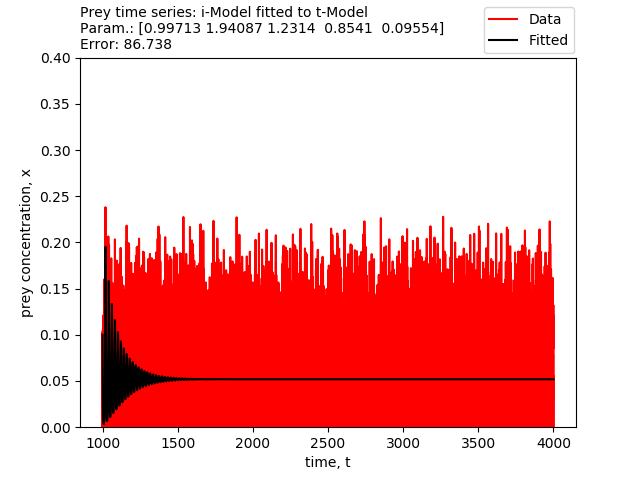 Prey time series: i-Model fitted to t-Model
Param.: [0.99713 1.94087 1.2314  0.8541  0.09554]
Error: 86.738
Data
Fitted
0.40
0.35
0.30
0.25
0.20
0.15
0.10
0.05
0.00
prey concentration, x
1000 1500 2000 2500 3000 3500 4000
time, t